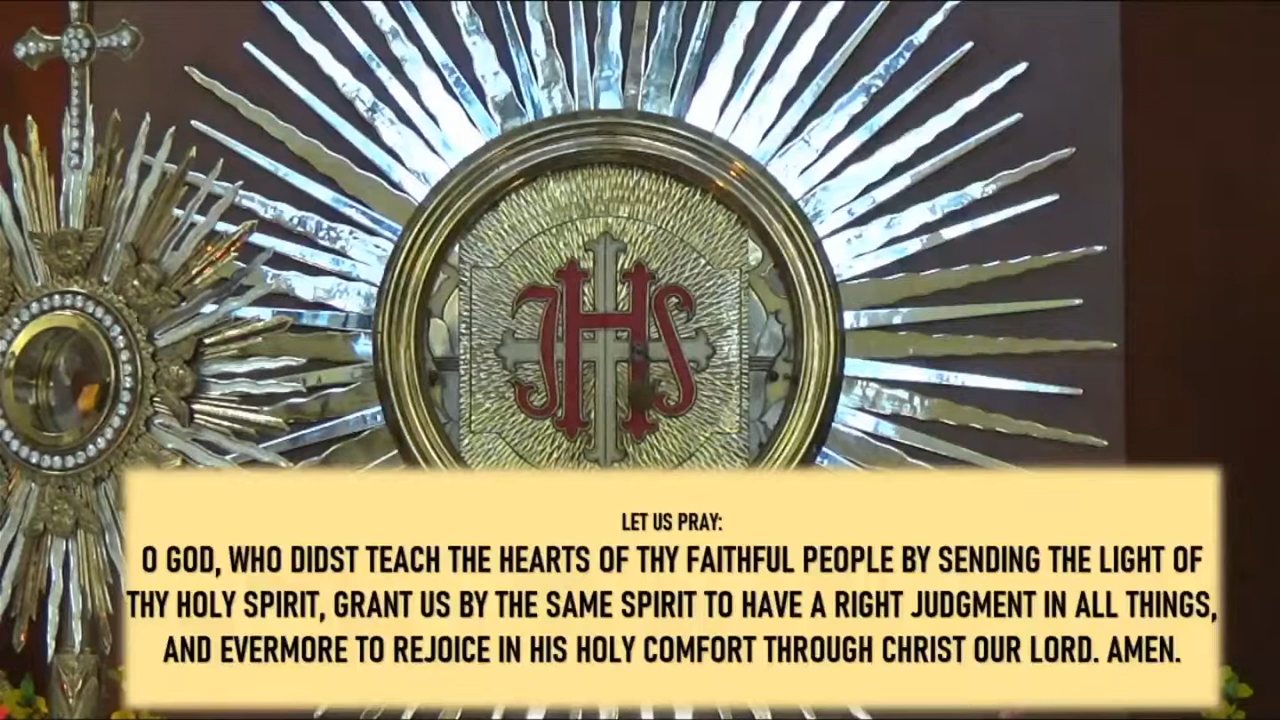 IHS
LET US PRAY:
O GOD, WHO DIDST TEACH THE HEARTS OF THY FAITHFUL PEOPLE BY SENDING THE LIGHT OF
THY HOLY SPIRIT, GRANT US BY THE SAME SPIRIT TO HAVE A RIGHT JUDGMENT IN ALL THINGS,
AND EVERMORE TO REJOICE IN HIS HOLY COMFORT THROUGH CHRIST OUR LORD. AMEN.